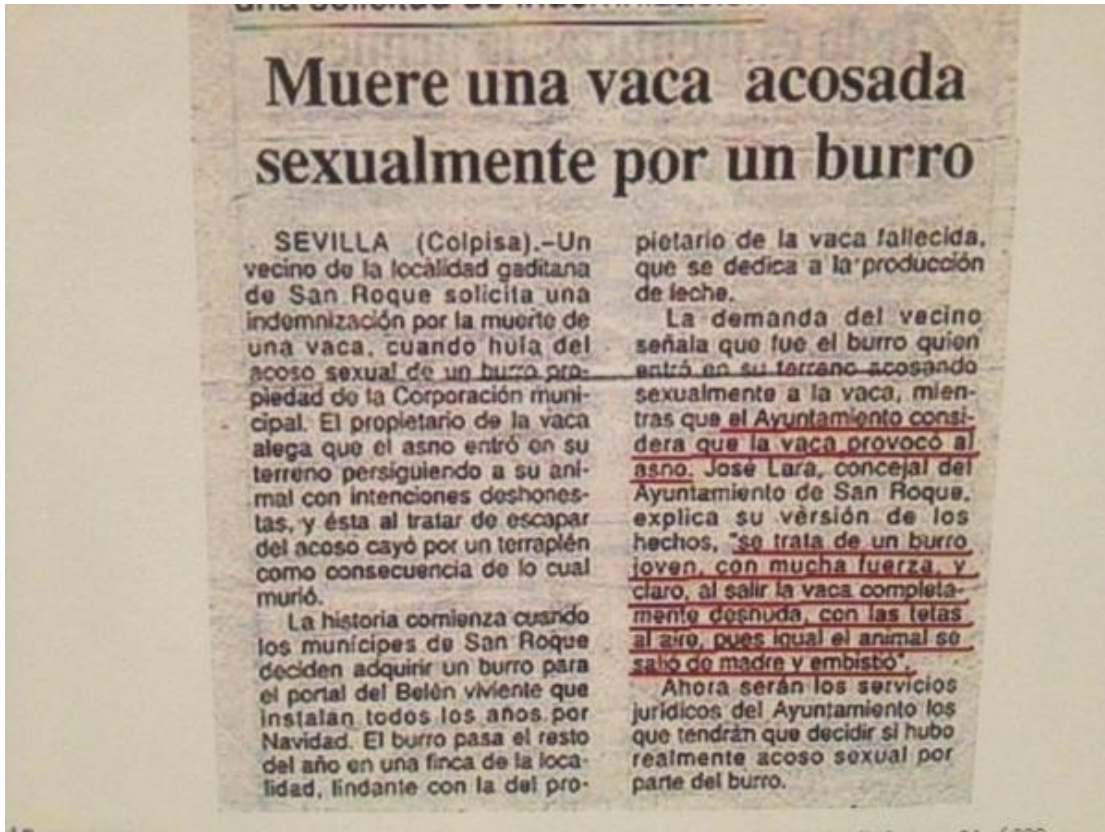 una solicitud de indemnización
Muere una vaca acosada
sexualmente por un burro
SEVILLA (Colpisa).-Un
vecino de la localidad gaditana
de San Roque solicita una
indemnización por la muerte de
una vaca, cuando huía del
acoso sexual de un burro pro-
piedad de la Corporación muni-
cipal. El propietario de la vaca
alega que el asno entró en su
terreno persiguiendo a su ani-
mal con intenciones deshones-
tas, y ésta al tratar de escapar
del acoso cayó por un terraplén
como consecuencia de lo cual
murió.
La historia comienza cuando
los munícipes de San Roque
deciden adquirir un burro para
el portal del Belén viviente que
instalan todos los años por
Navidad. El burro pasa el resto
del año en una finca de la loca-
lidad, lindante con la del pro-
pietario de la vaca fallecida,
que se dedica a la producción
de leche.
La demanda del vecino
señala que fue el burro quien
entró en su terreno acosando
sexualmente a la vaca, mien-
tras que el Ayuntamiento consi-
dera que la vaca provocó al
asno. José Lara, concejal del
Ayuntamiento de San Roque,
explica su versión de los
hechos, "se trata de un burro
joven, con mucha fuerza, y
claro, al salir la vaca completa-
mente desnuda, con las tetas
al aire, pues igual el animal se
salió de madre y embistió".
Ahora serán los servicios
jurídicos del Ayuntamiento los
que tendrán que decidir si hubo
realmente acoso sexual por
parte del burro.